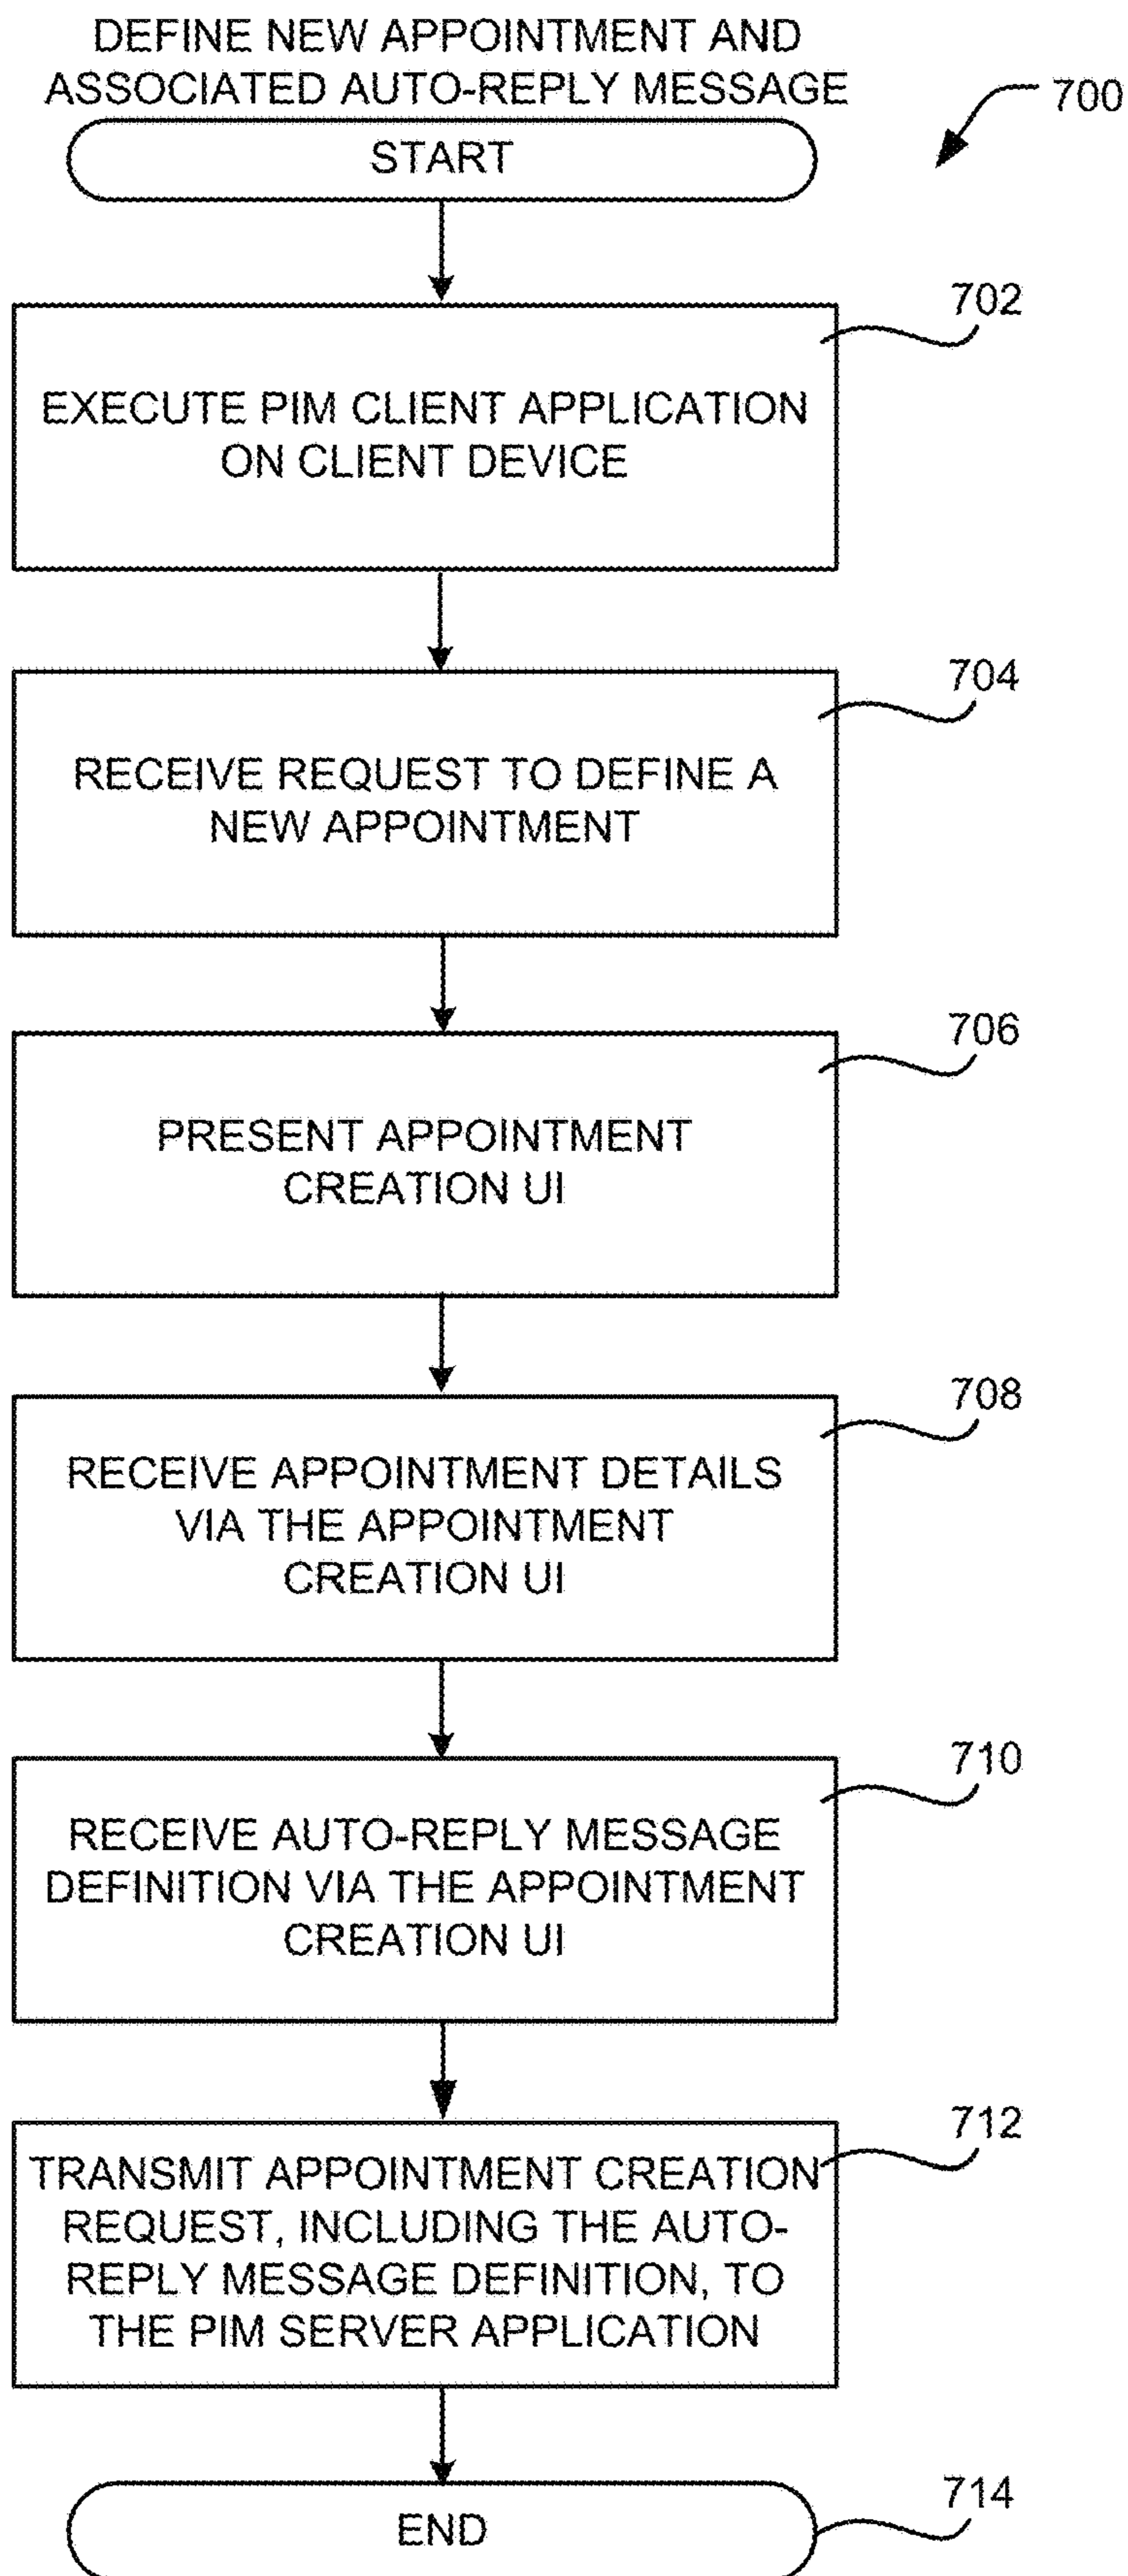 DEFINE NEW APPOINTMENT AND
ASSOCIATED AUTO-REPLY MESSAGE
700
START
702
EXECUTE PIM CLIENT APPLICATION
ON CLIENT DEVICE
704
RECEIVE REQUEST TO DEFINE A
NEW APPOINTMENT
706
PRESENT APPOINTMENT
CREATION UI
708
RECEIVE APPOINTMENT DETAILS
VIA THE APPOINTMENT
CREATION UI
710
RECEIVE AUTO-REPLY MESSAGE
DEFINITION VIA THE APPOINTMENT
CREATION UI
712
TRANSMIT APPOINTMENT CREATION
REQUEST, INCLUDING THE AUTO-
REPLY MESSAGE DEFINITION, TO
THE PIM SERVER APPLICATION
714
END